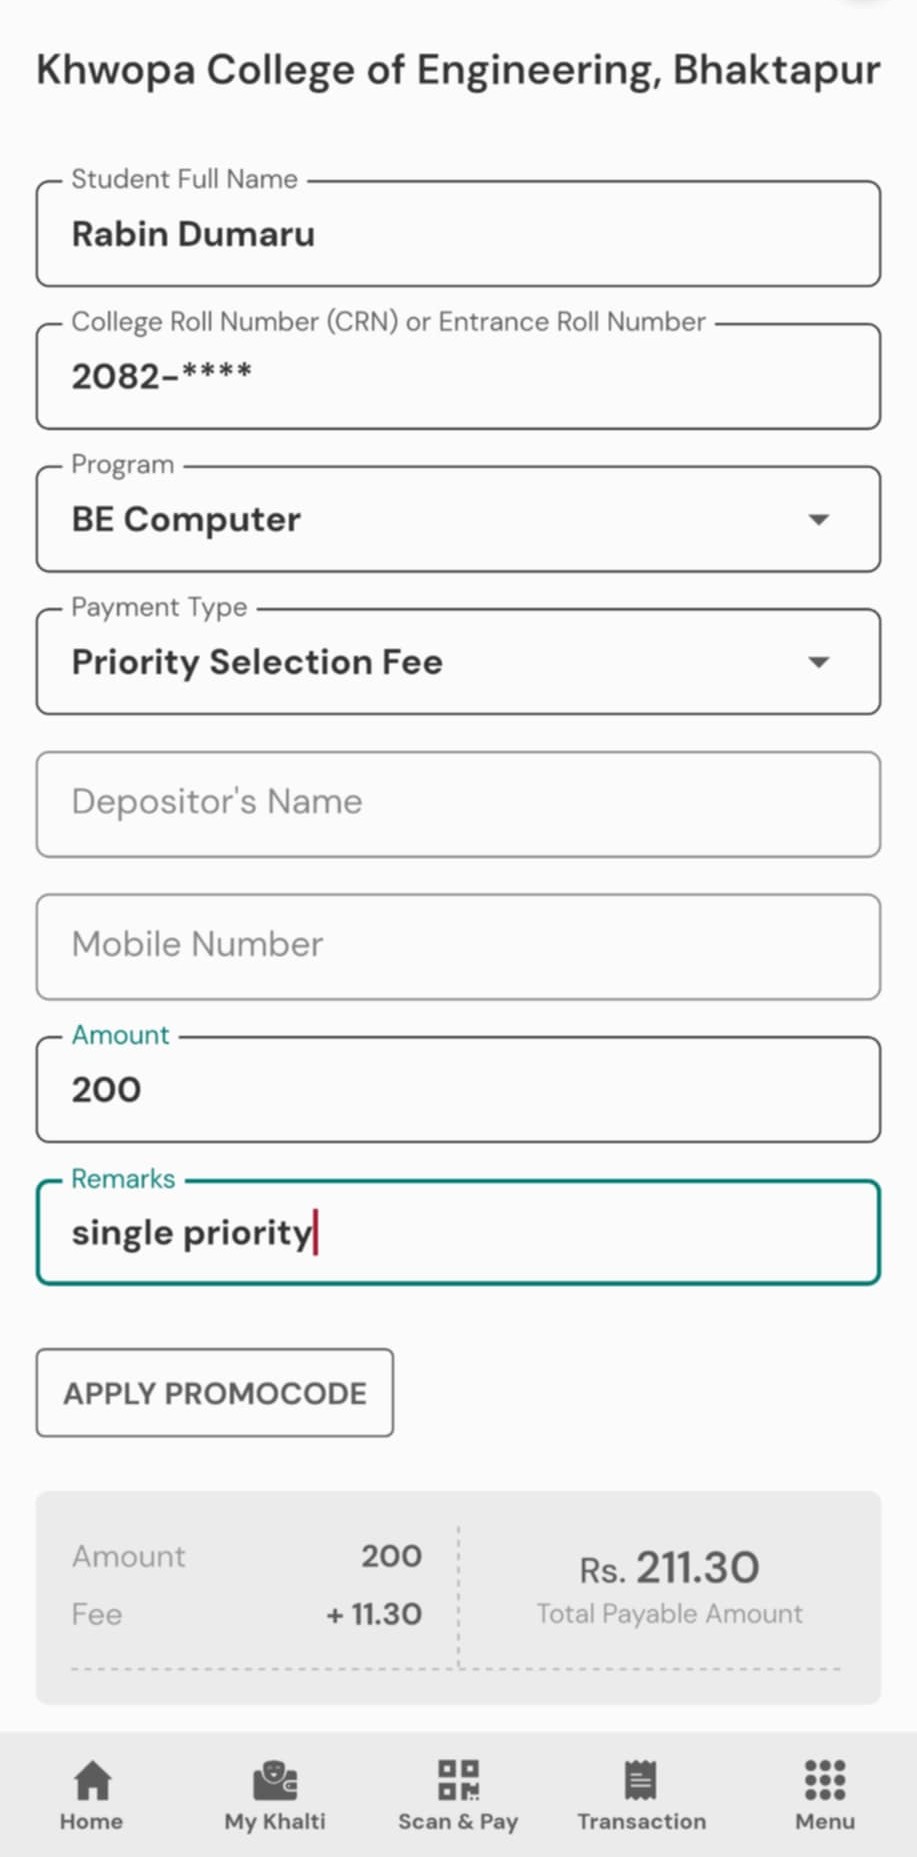 Khwopa College of Engineering, Bhaktapur
Student Full Name
Rabin Dumaru
College Roll Number (CRN) or Entrance Roll Number
2082-****
Program
BE Computer
Payment Type
Priority Selection Fee
Depositor's Name
Mobile Number
Amount
200
Remarks
single priority
APPLY PROMOCODE
Amount 200
Fee + 11.30
Rs. 211.30
Total Payable Amount
Home My Khalti Scan & Pay Transaction Menu